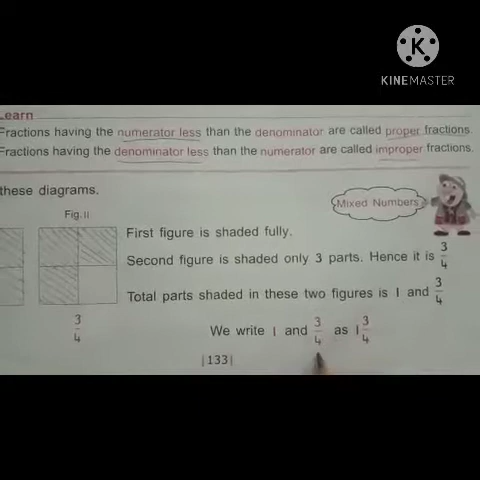 K
KINEMASTER
Learn
Fractions having the numerator less than the denominator are called proper fractions.
Fractions having the denominator less than the numerator are called improper fractions.
these diagrams.
Mixed Numbers
Fig.II
First figure is shaded fully.
Second figure is shaded only 3 parts. Hence it is 3/4
Total parts shaded in these two figures is 1 and 3/4
3/4
We write 1 and 3/4 as 1 3/4
|133|